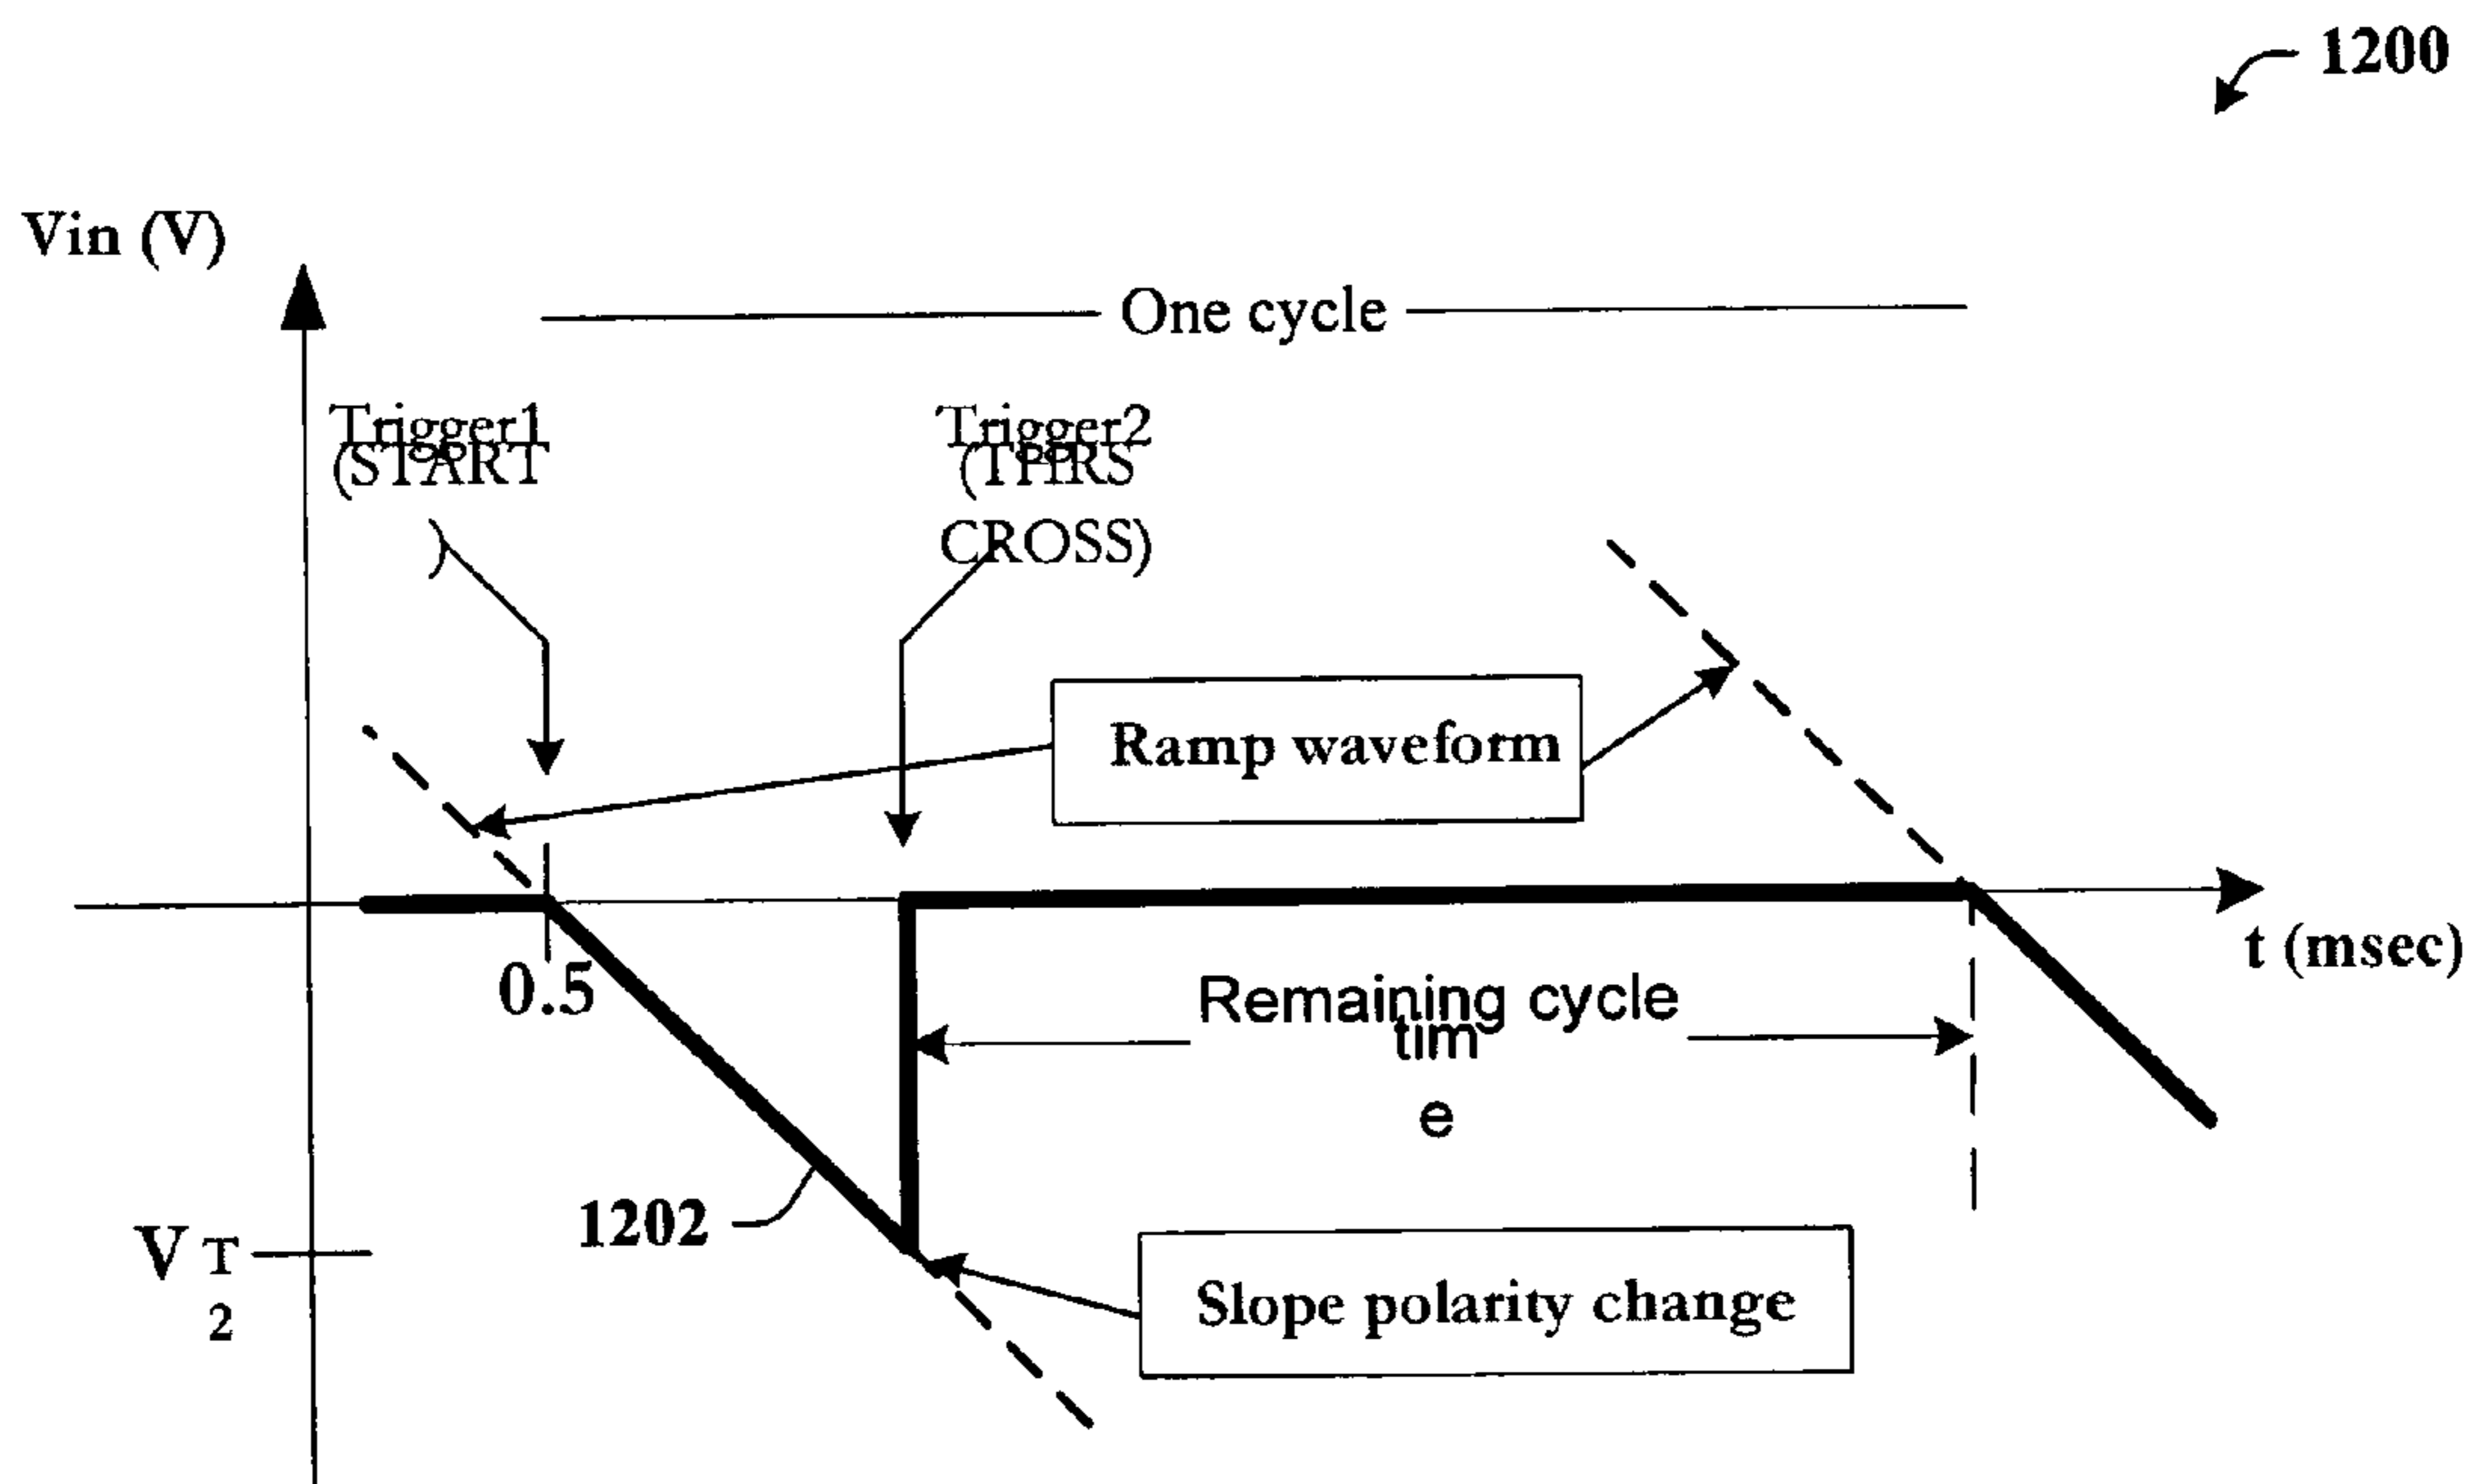 1200
Vin (V)
One cycle
Trigger1
(START
)
Trigger2
(THRS
CROSS)
Ramp waveform
0.5
t (msec)
Remaining cycle
tim
e
1202
V T
2
Slope polarity change